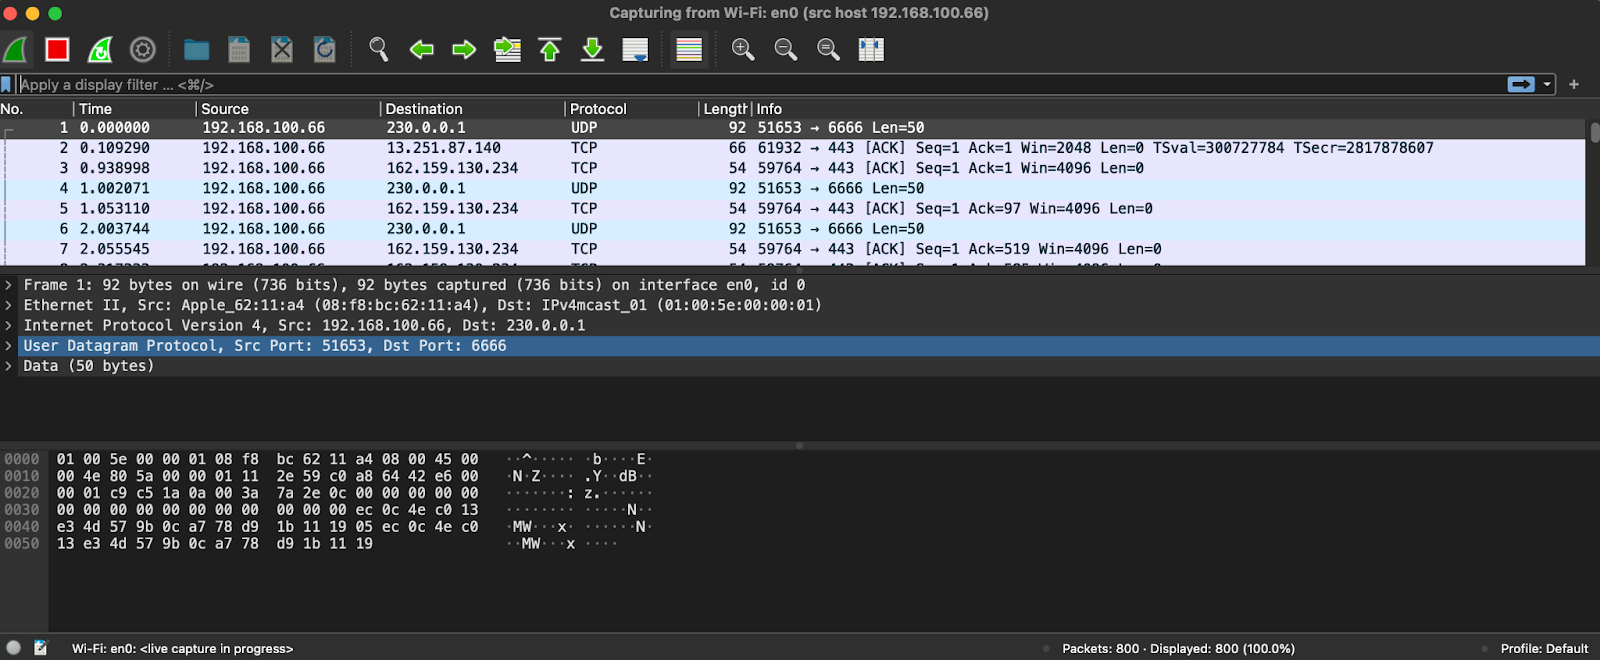 Capturing from Wi-Fi: en0 (src host 192.168.100.66)
Apply a display filter ... <⌘/>
No. Time Source Destination Protocol Length Info
1 0.000000 192.168.100.66 230.0.0.1 UDP 92 51653 → 6666 Len=50
2 0.109290 192.168.100.66 13.251.87.140 TCP 66 61932 → 443 [ACK] Seq=1 Ack=1 Win=2048 Len=0 TSval=300727784 TSecr=2817878607
3 0.938998 192.168.100.66 162.159.130.234 TCP 54 59764 → 443 [ACK] Seq=1 Ack=1 Win=4096 Len=0
4 1.002071 192.168.100.66 230.0.0.1 UDP 92 51653 → 6666 Len=50
5 1.053110 192.168.100.66 162.159.130.234 TCP 54 59764 → 443 [ACK] Seq=1 Ack=97 Win=4096 Len=0
6 2.003744 192.168.100.66 230.0.0.1 UDP 92 51653 → 6666 Len=50
7 2.055545 192.168.100.66 162.159.130.234 TCP 54 59764 → 443 [ACK] Seq=1 Ack=519 Win=4096 Len=0
Frame 1: 92 bytes on wire (736 bits), 92 bytes captured (736 bits) on interface en0, id 0
Ethernet II, Src: Apple_62:11:a4 (08:f8:bc:62:11:a4), Dst: IPv4mcast_01 (01:00:5e:00:00:01)
Internet Protocol Version 4, Src: 192.168.100.66, Dst: 230.0.0.1
User Datagram Protocol, Src Port: 51653, Dst Port: 6666
Data (50 bytes)
0000 01 00 5e 00 00 01 08 f8 bc 62 11 a4 08 00 45 00 ··^····· ·b····E·
0010 00 4e 80 5a 00 00 01 11 2e 59 c0 a8 64 42 e6 00 ·N·Z···· .Y··dB··
0020 00 01 c9 c5 1a 0a 00 3a 7a 2e 0c 00 00 00 00 00 ·······: z.······
0030 00 00 00 00 00 00 00 00 00 00 00 ec 0c 4e c0 13 ········ ·····N··
0040 e3 4d 57 9b 0c a7 78 d9 1b 11 19 05 ec 0c 4e c0 ·MW···x· ······N·
0050 13 e3 4d 57 9b 0c a7 78 d9 1b 11 19 ··MW···x ····
Wi-Fi: en0: <live capture in progress> Packets: 800 · Displayed: 800 (100.0%) Profile: Default